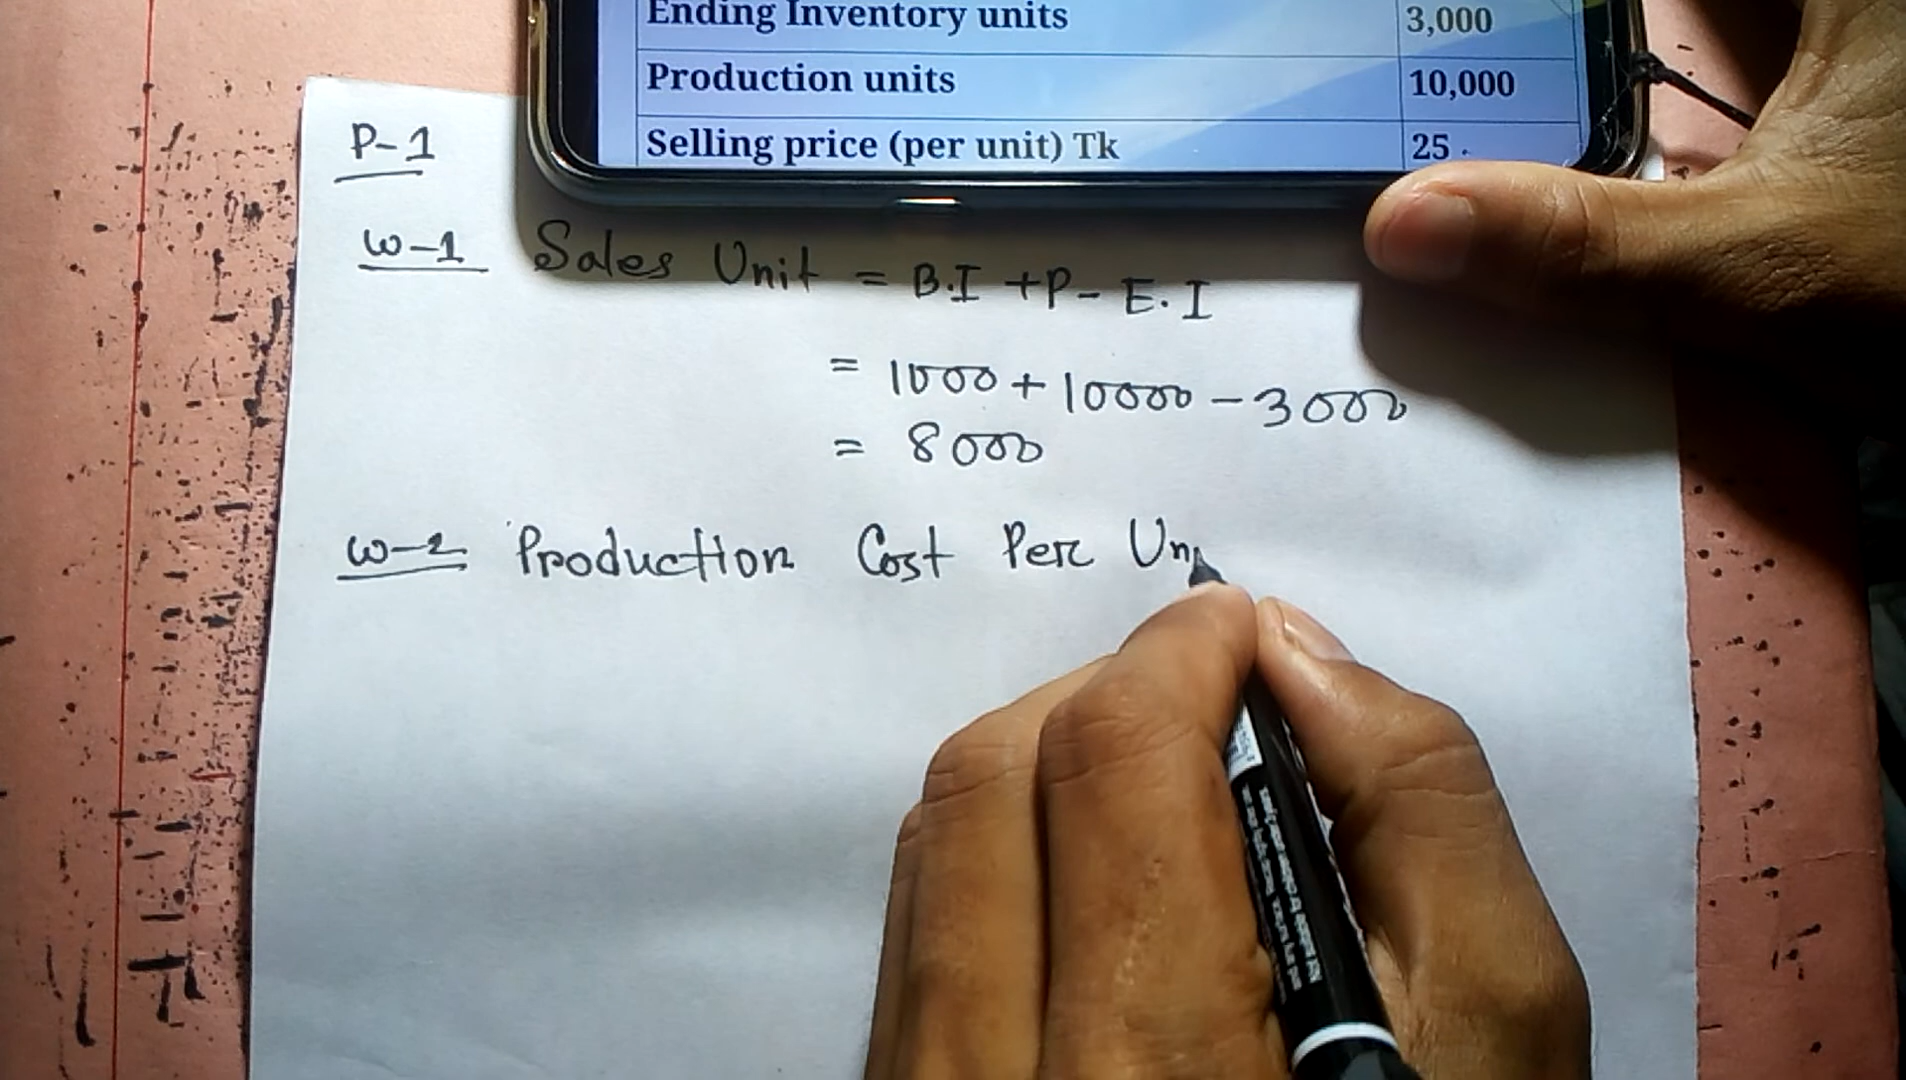 Ending Inventory units 3,000
Production units 10,000
Selling price (per unit) Tk 25
P-1
W-1 Sales Unit = B.I + P - E.I
= 1000 + 10000 - 3000
= 8000
W-2 Production Cost Per Un